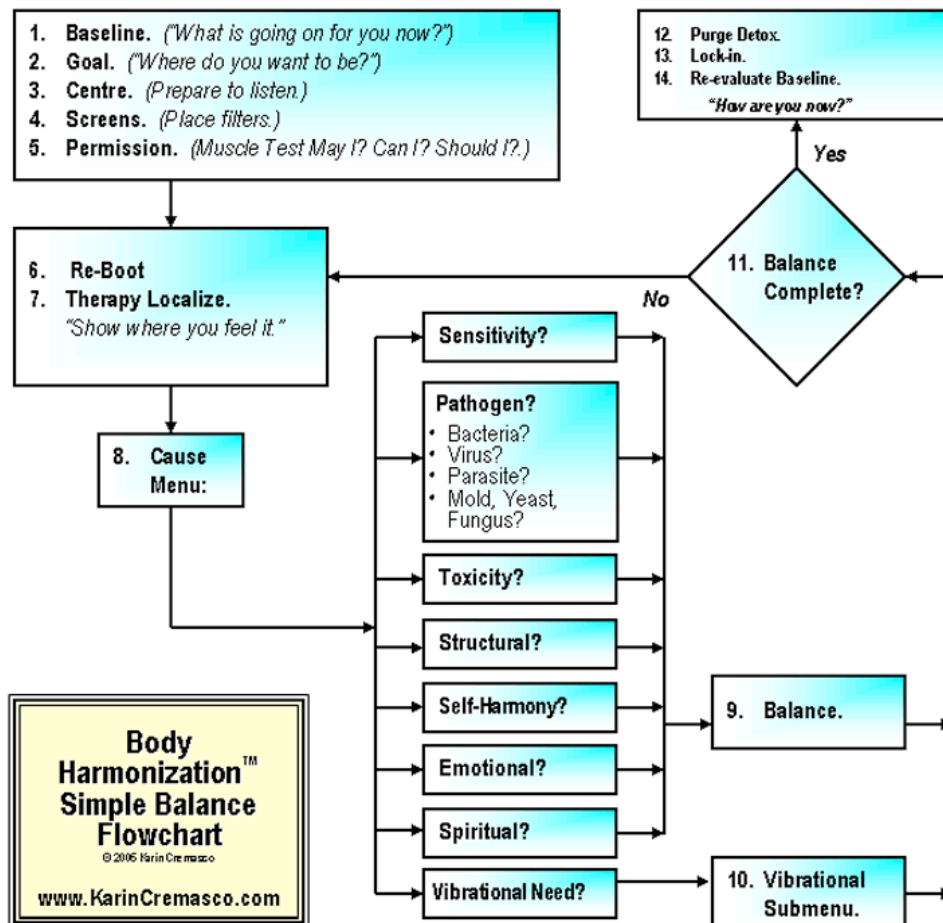 1. Baseline. ("What is going on for you now?")
2. Goal. ("Where do you want to be?")
3. Centre. (Prepare to listen.)
4. Screens. (Place filters.)
5. Permission. (Muscle Test May I? Can I? Should I?.)
12. Purge Detox.
13. Lock-in.
14. Re-evaluate Baseline.
"How are you now?"
Yes
6. Re-Boot
7. Therapy Localize.
"Show where you feel it."
11. Balance
Complete?
No
Sensitivity?
Pathogen?
• Bacteria?
• Virus?
• Parasite?
• Mold, Yeast,
Fungus?
8. Cause
Menu:
Toxicity?
Structural?
Self-Harmony?
Emotional?
Spiritual?
Vibrational Need?
9. Balance.
10. Vibrational
Submenu.
Body
Harmonization™
Simple Balance
Flowchart
© 2005 Karin Cremasco
www.KarinCremasco.com